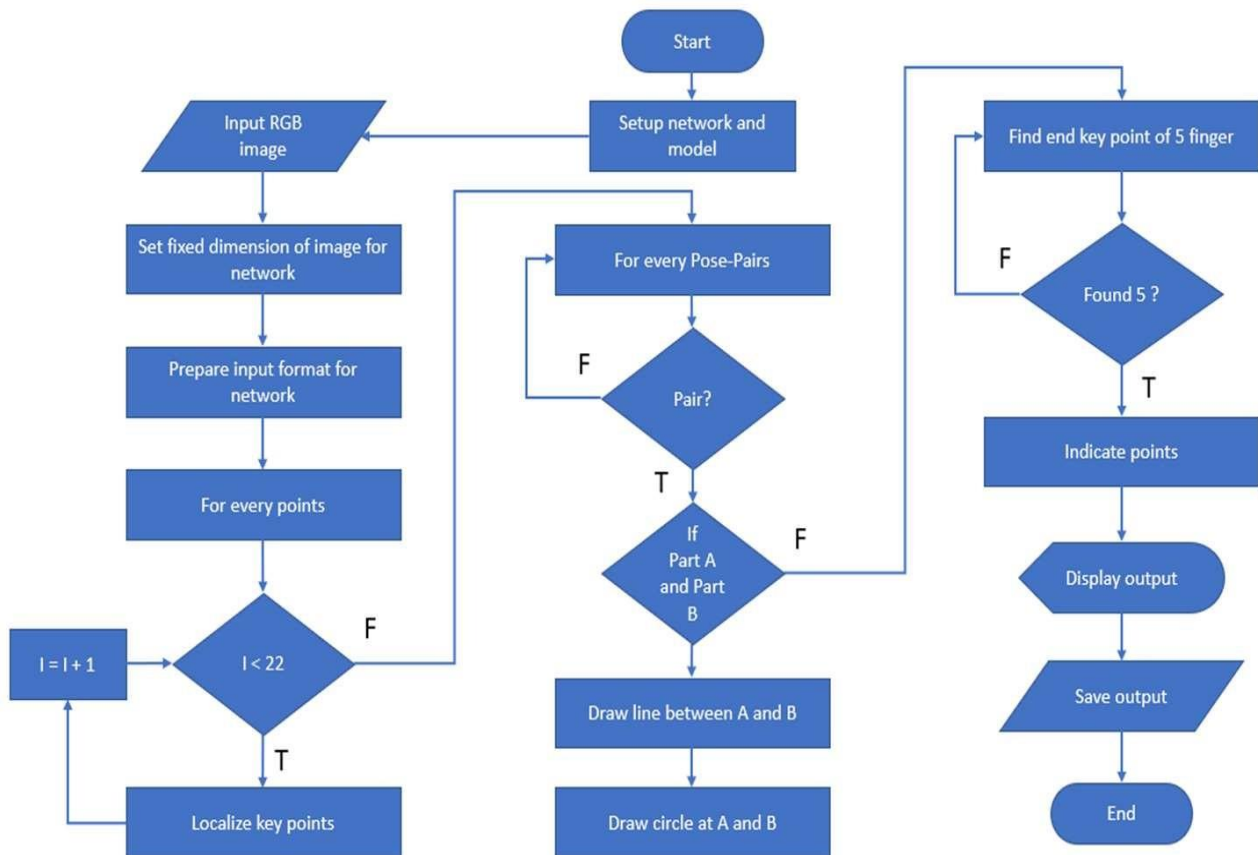 Start
Setup network and
model
Input RGB
image
Set fixed dimension of image for
network
Prepare input format for
network
For every points
I < 22
F
T
I = I + 1
Localize key points
For every Pose-Pairs
F
Pair?
T
If
Part A
and Part
B
F
Draw line between A and B
Draw circle at A and B
Find end key point of 5 finger
F
Found 5 ?
T
Indicate points
Display output
Save output
End